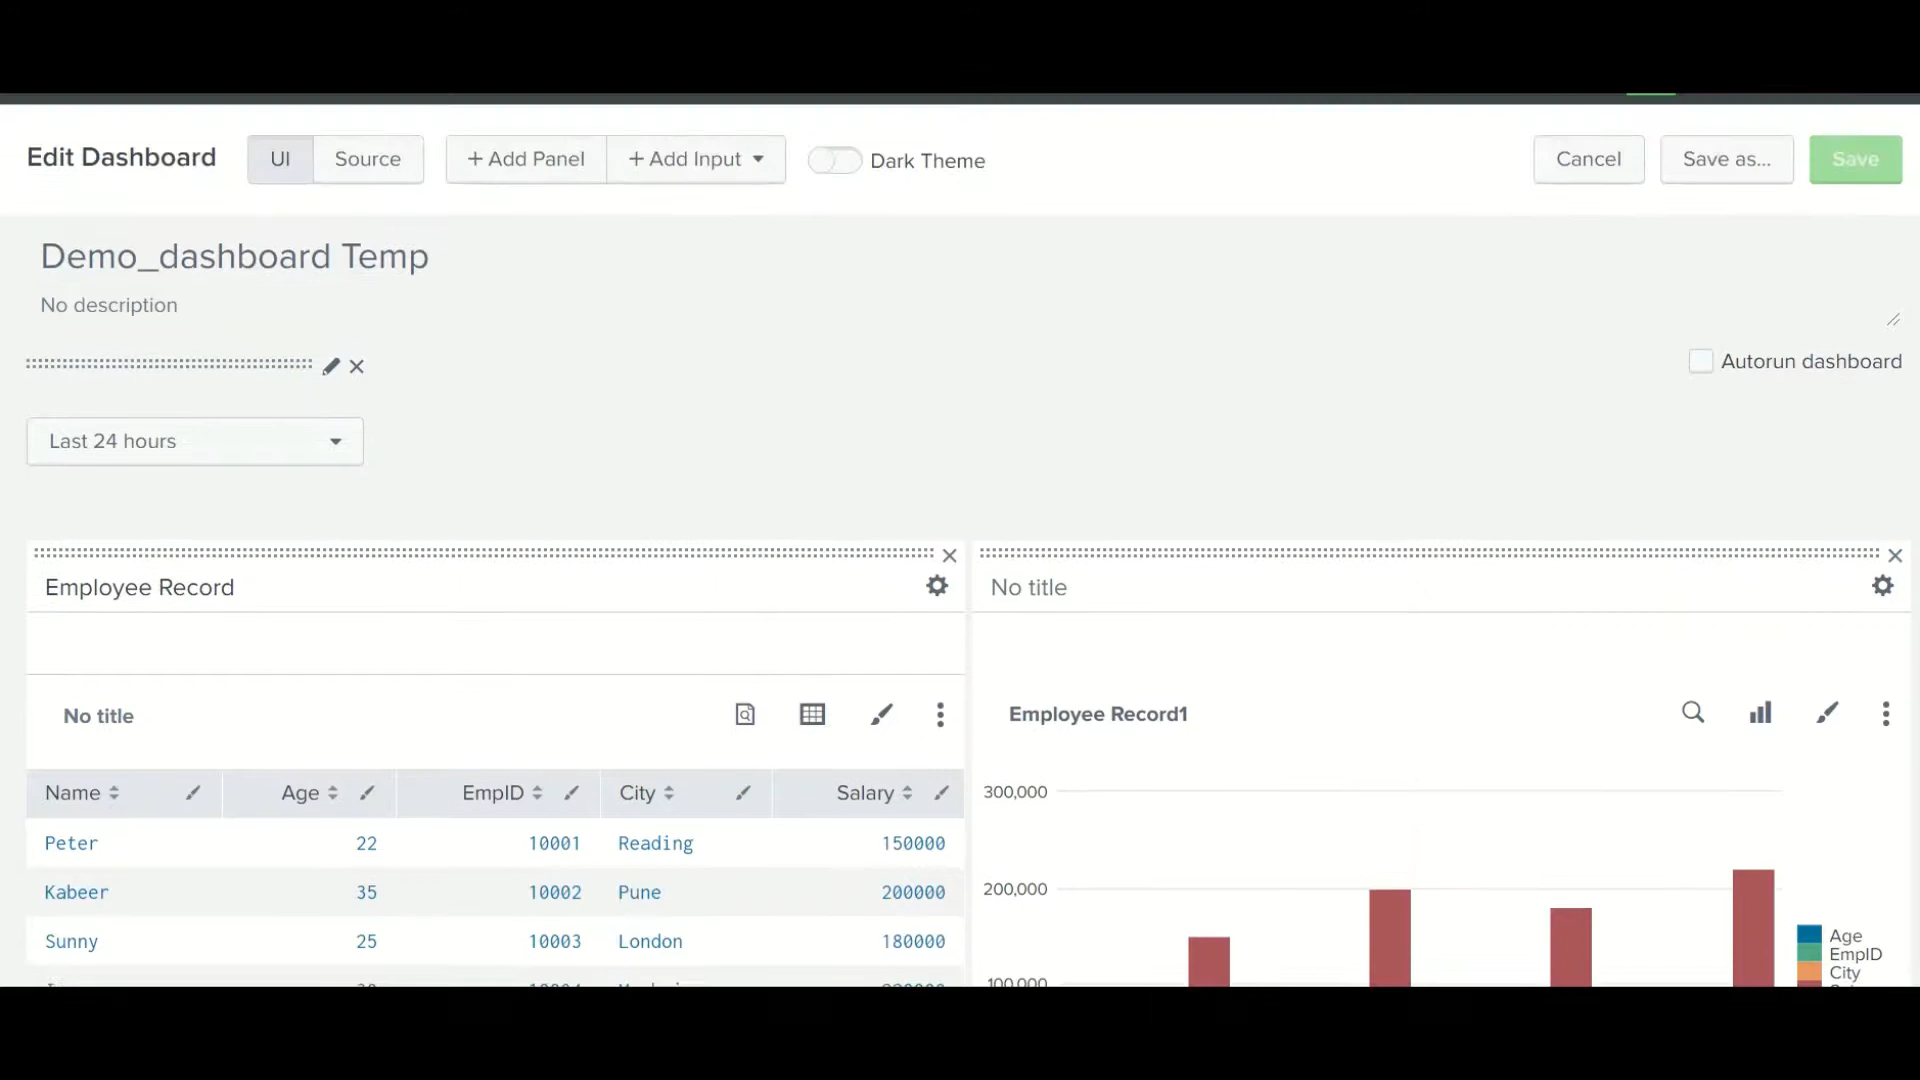 Edit Dashboard UI Source + Add Panel + Add Input Dark Theme Cancel Save as... Save
Demo_dashboard Temp
No description
Autorun dashboard
Last 24 hours
Employee Record
No title
No title
Employee Record1
Name Age EmpID City Salary
Peter 22 10001 Reading 150000
Kabeer 35 10002 Pune 200000
Sunny 25 10003 London 180000
300,000
200,000
100,000
Age
EmpID
City